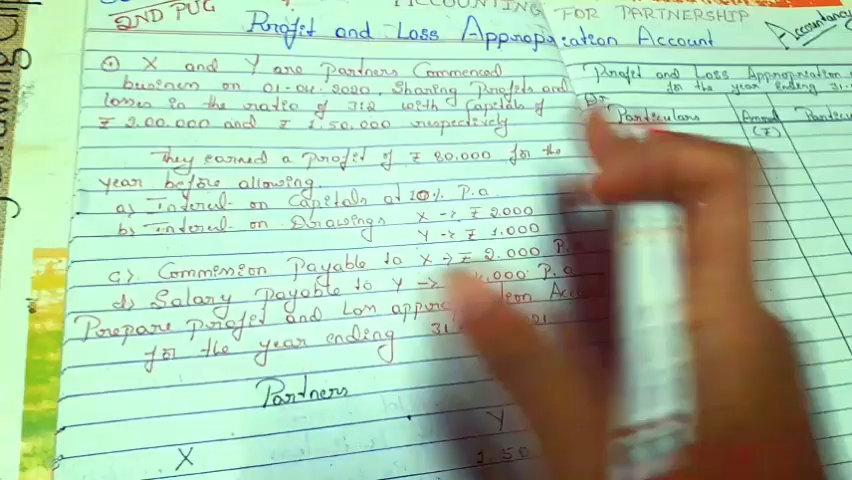 2ND PUC
ACCOUNTING FOR PARTNERSHIP
Accountancy
Profit and Loss Appropriation Account
X and Y are Partners Commenced
business on 01-04-2020, Sharing Profits and
losses in the ratio of 3:2 with Capitals of
₹ 2,00,000 and ₹ 1,50,000 respectively
They earned a profit of ₹ 80,000 for the
year before allowing.
a) Interest on Capitals at 10% P.a
b) Interest on Drawings X -> ₹ 2,000
Y -> ₹ 1,000
c). Commission Payable to X -> ₹ 2,000 P.a
d). Salary Payable to Y -> ,000 P.a
Prepare Profit and Loss
for the year ending
Partners
X Y
1,50
Profit and Loss Appropriation
for the year ending 31
Dr
Particulars Amount
(₹)